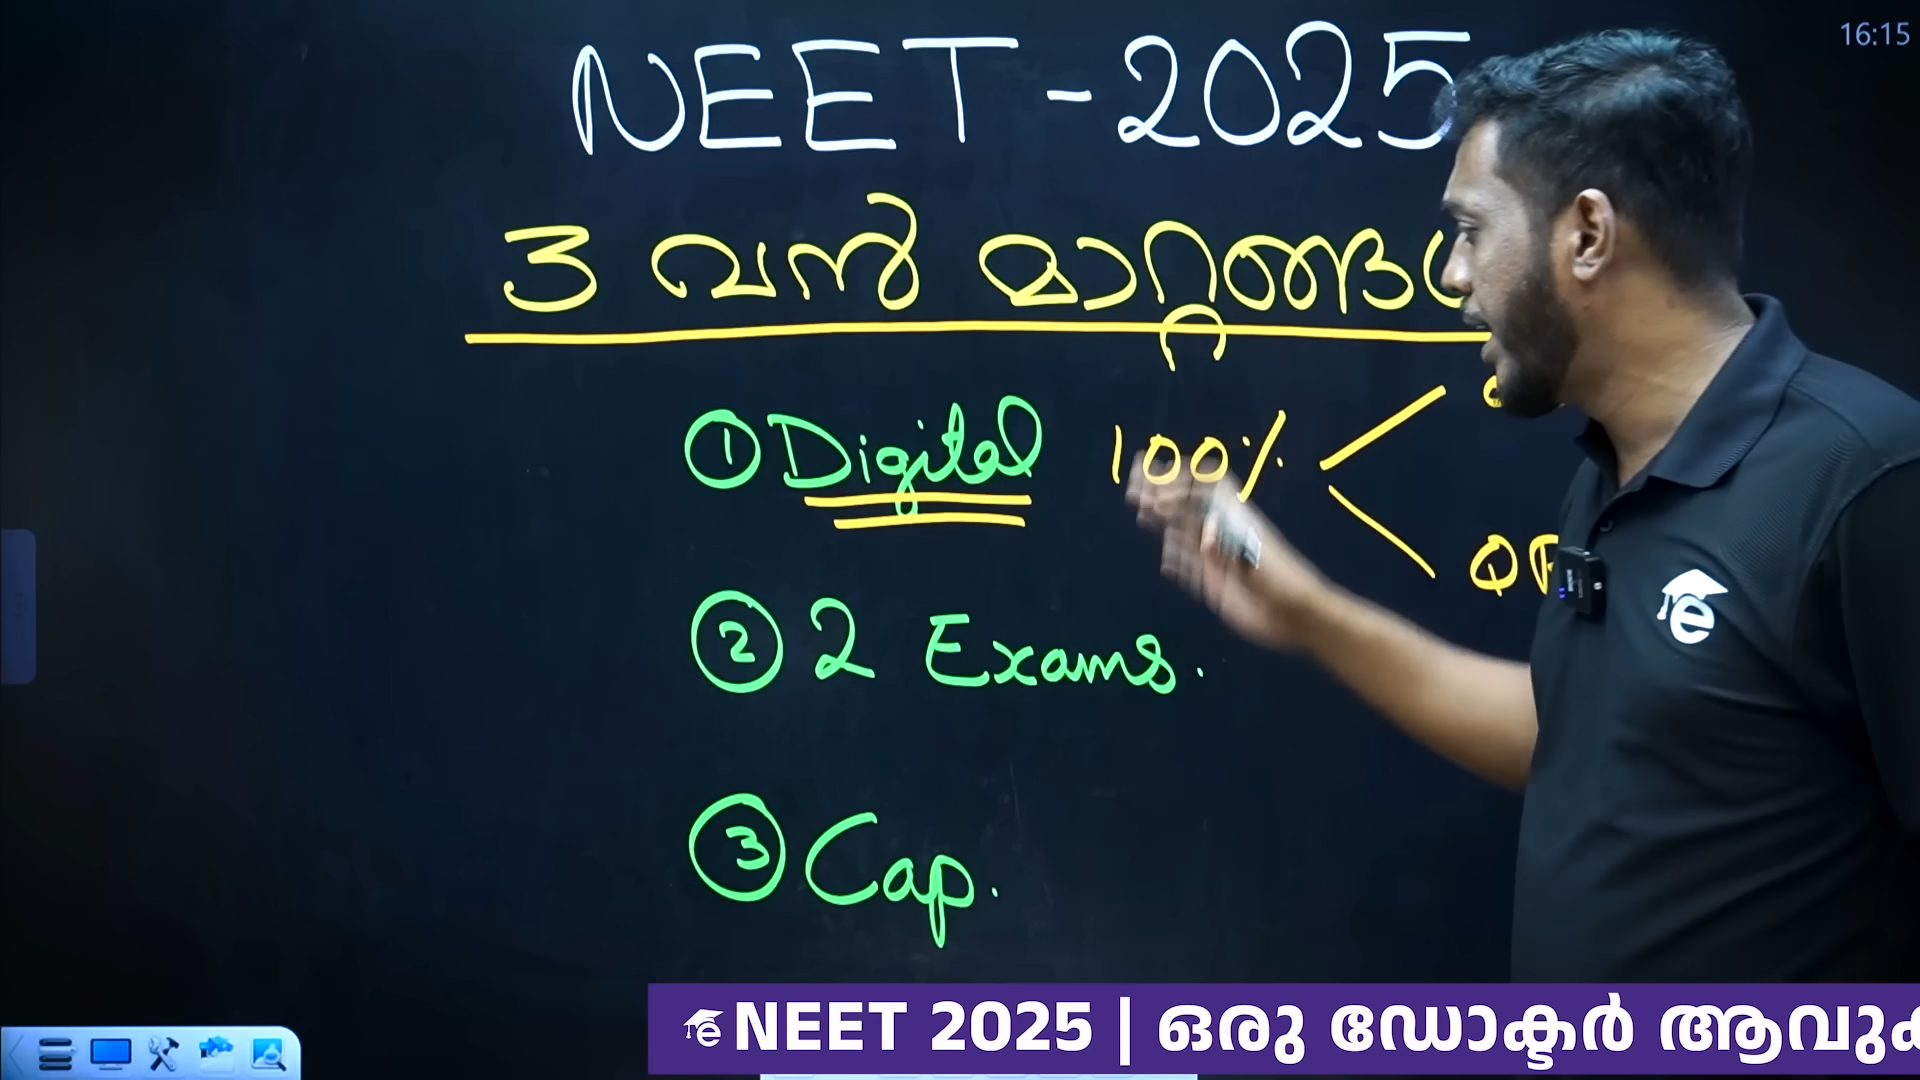 16:15
NEET-2025
3 വൻ മാറ്റങ്ങ
① Digital 100%
② 2 Exams.
③ Cap.
e
e NEET 2025 | ഒരു ഡോക്ടർ